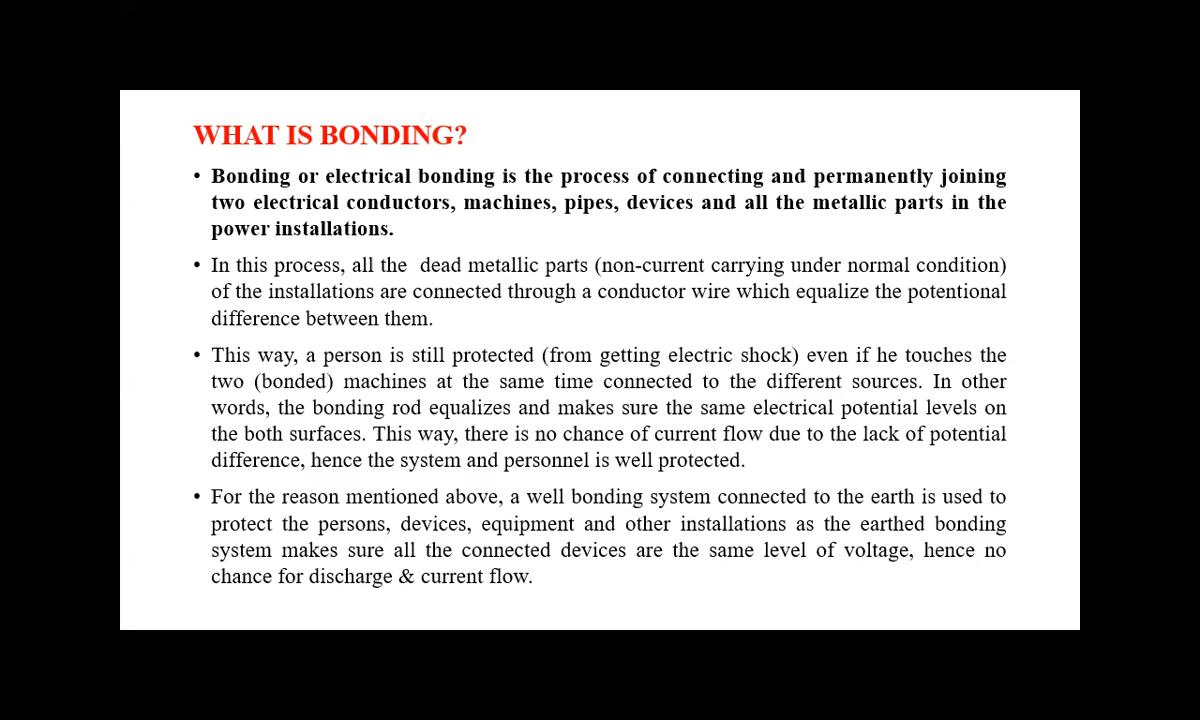 WHAT IS BONDING?
• Bonding or electrical bonding is the process of connecting and permanently joining
two electrical conductors, machines, pipes, devices and all the metallic parts in the
power installations.
• In this process, all the  dead metallic parts (non-current carrying under normal condition)
of the installations are connected through a conductor wire which equalize the potentional
difference between them.
• This way, a person is still protected (from getting electric shock) even if he touches the
two (bonded) machines at the same time connected to the different sources. In other
words, the bonding rod equalizes and makes sure the same electrical potential levels on
the both surfaces. This way, there is no chance of current flow due to the lack of potential
difference, hence the system and personnel is well protected.
• For the reason mentioned above, a well bonding system connected to the earth is used to
protect the persons, devices, equipment and other installations as the earthed bonding
system makes sure all the connected devices are the same level of voltage, hence no
chance for discharge & current flow.